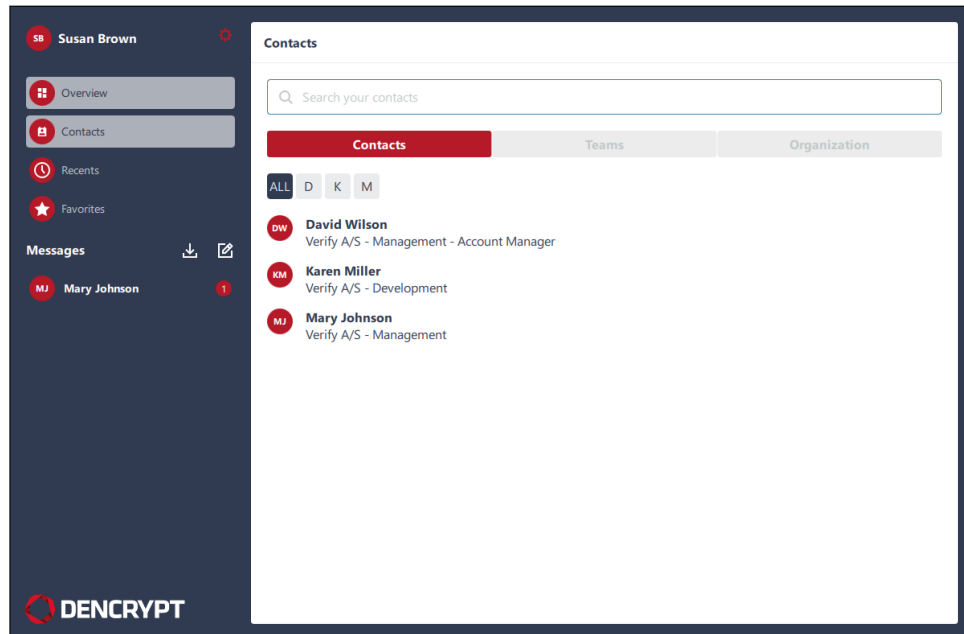 SB Susan Brown
Overview
Contacts
Recents
Favorites
Messages
MJ Mary Johnson 1
DENCRYPT
Contacts
Search your contacts
Contacts Teams Organization
ALL D K M
DW David Wilson
Verify A/S - Management - Account Manager
KM Karen Miller
Verify A/S - Development
MJ Mary Johnson
Verify A/S - Management